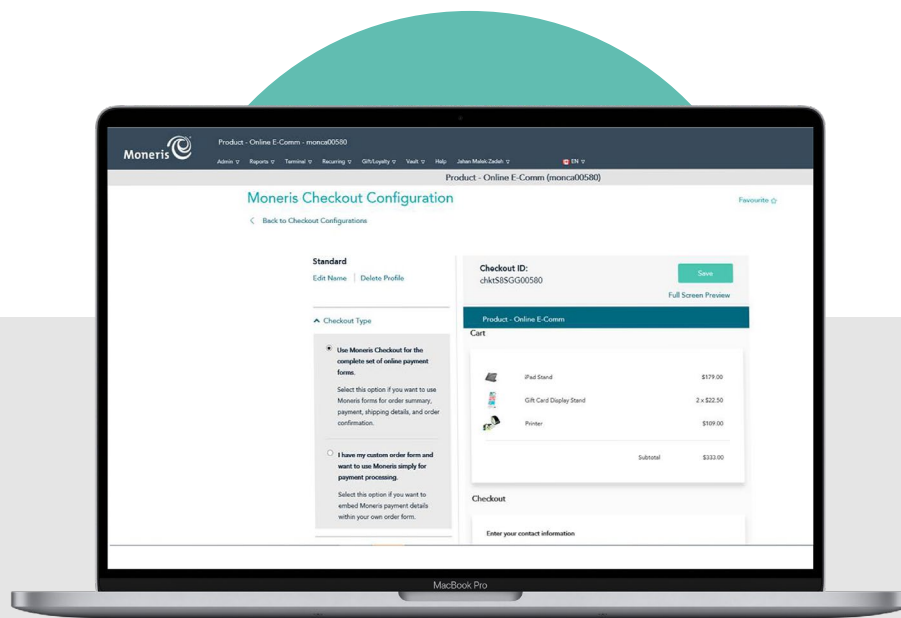 Moneris
Product - Online E-Comm - monca00580
Admin Reports Terminal Recurring Gift/Loyalty Vault Help Jahan Malek Zadeh EN
Product - Online E-Comm (monca00580)
Moneris Checkout Configuration
Favourite
Back to Checkout Configurations
Standard
Edit Name | Delete Profile
Checkout Type
Use Moneris Checkout for the
complete set of online payment
forms.
Select this option if you want to use
Moneris forms for order summary,
payment, shipping details, and order
confirmation.
I have my custom order form and
want to use Moneris simply for
payment processing.
Select this option if you want to
embed Moneris payment details
within your own order form.
Checkout ID:
chktS8SGG00580
Save
Full Screen Preview
Product - Online E-Comm
Cart
iPad Stand $179.00
Gift Card Display Stand 2 x $22.50
Printer $109.00
Subtotal $333.00
Checkout
Enter your contact information
MacBook Pro